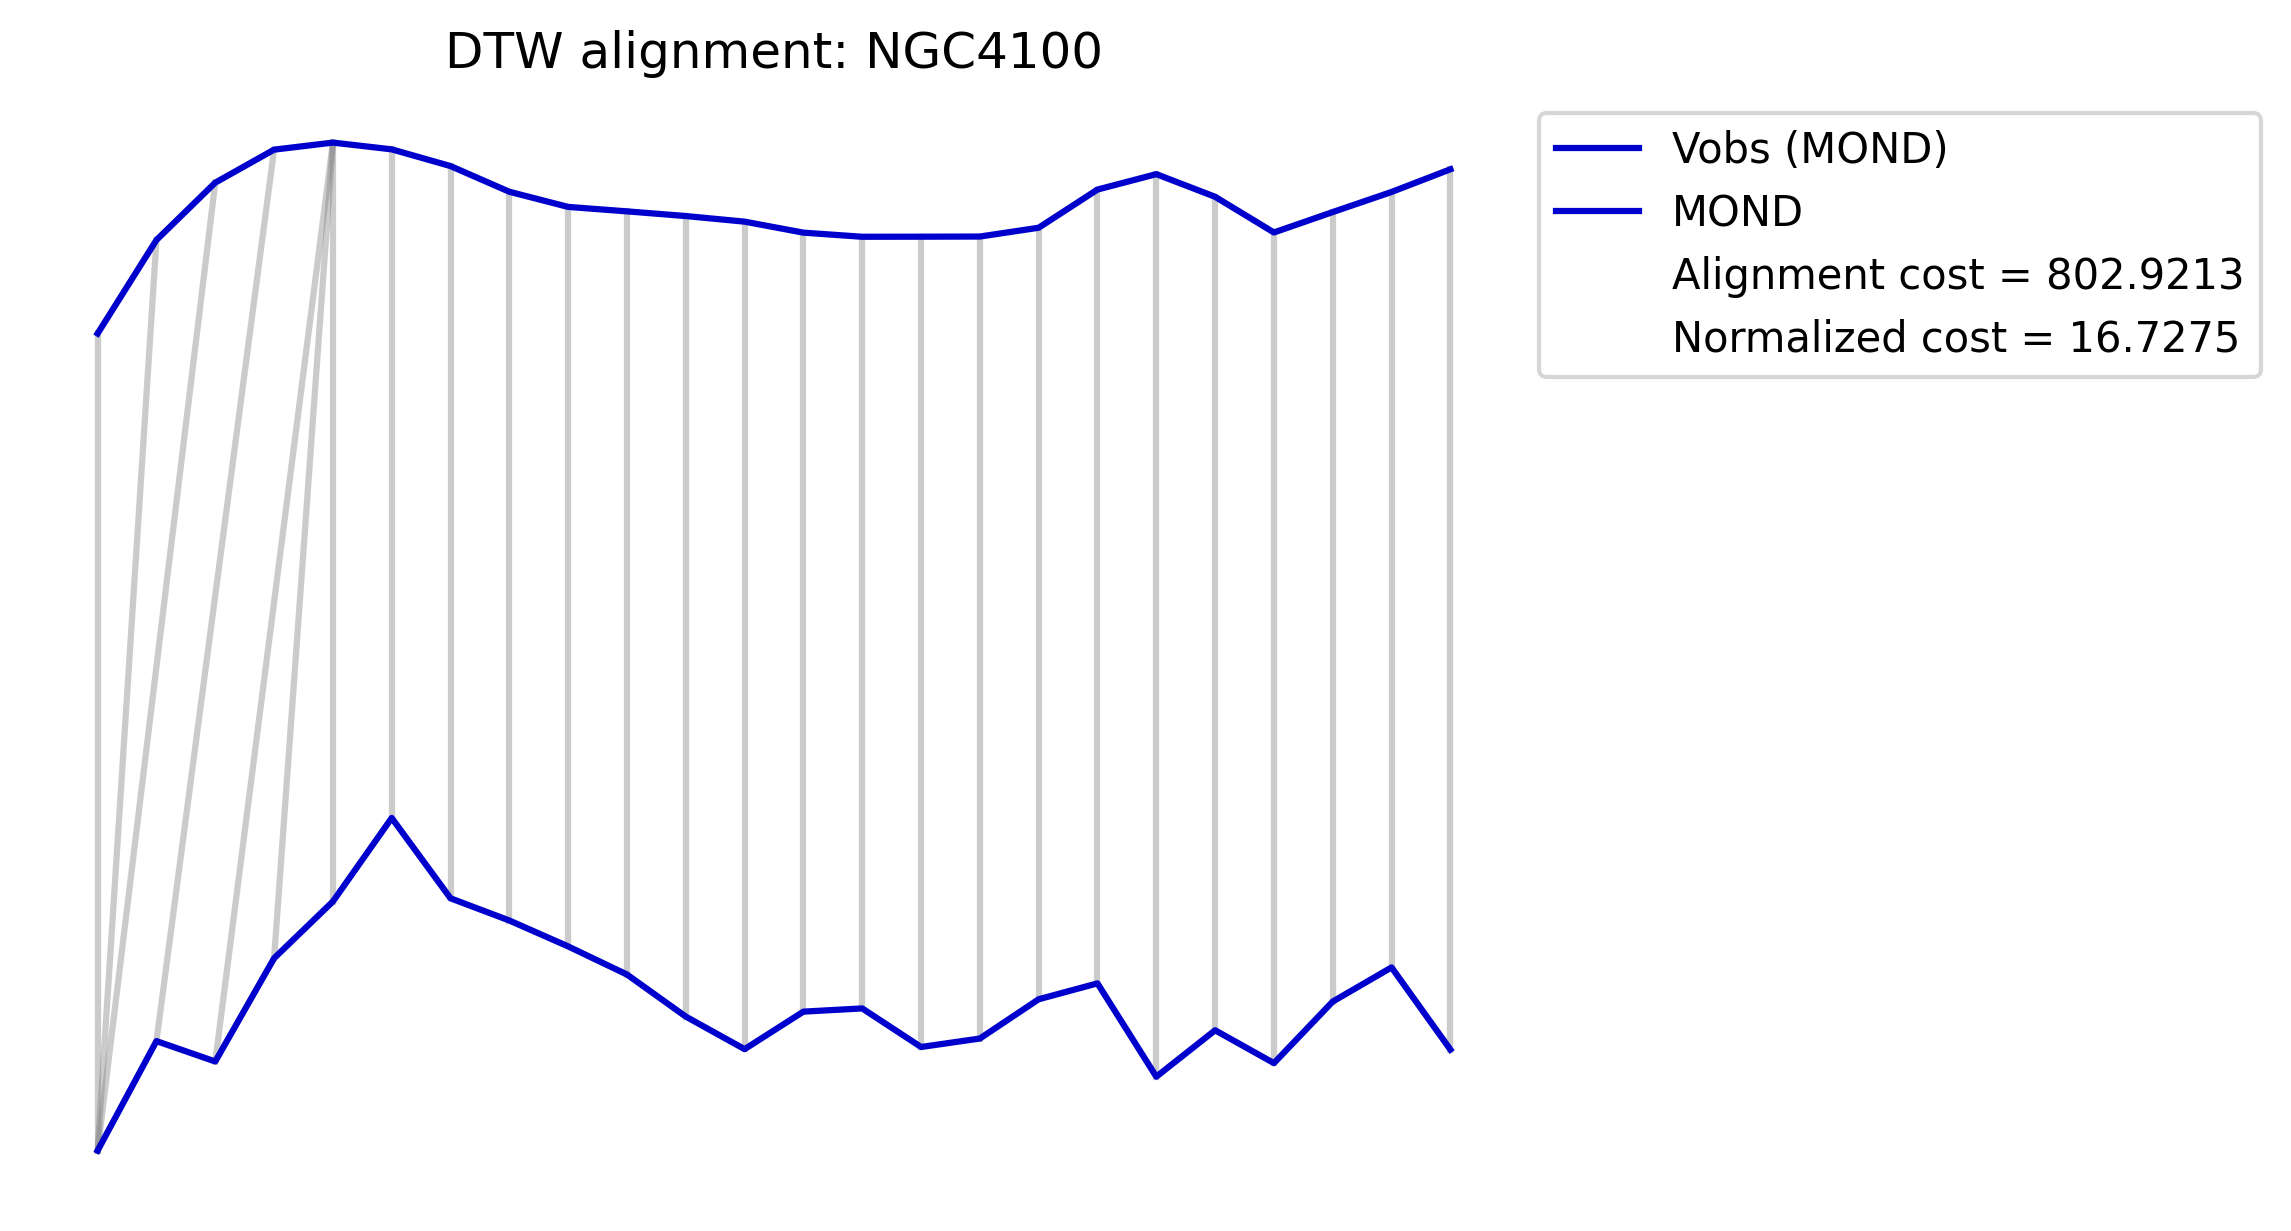 DTW alignment: NGC4100
Vobs (MOND)
MOND
Alignment cost = 802.9213
Normalized cost = 16.7275